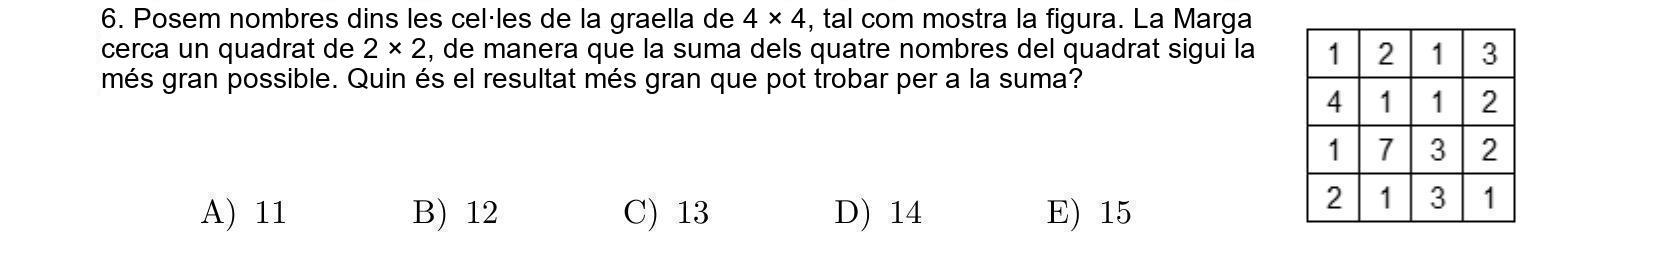 6. Posem nombres dins les cel·les de la graella de 4 × 4, tal com mostra la figura. La Marga
cerca un quadrat de 2 × 2, de manera que la suma dels quatre nombres del quadrat sigui la
més gran possible. Quin és el resultat més gran que pot trobar per a la suma?
A) 11 B) 12 C) 13 D) 14 E) 15
1 2 1 3
4 1 1 2
1 7 3 2
2 1 3 1